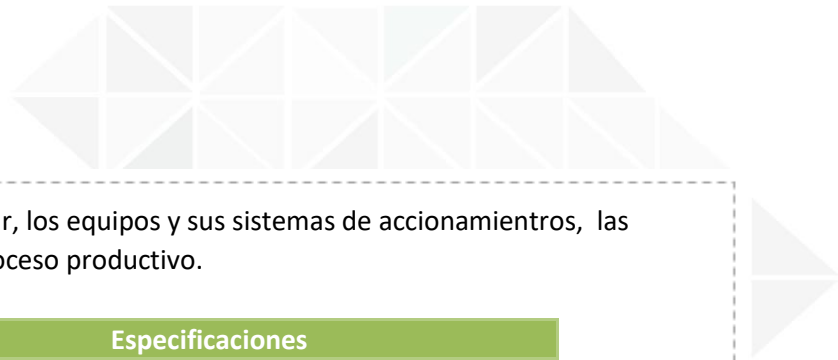 r, los equipos y sus sistemas de accionamientros, las
oceso productivo.
Especificaciones